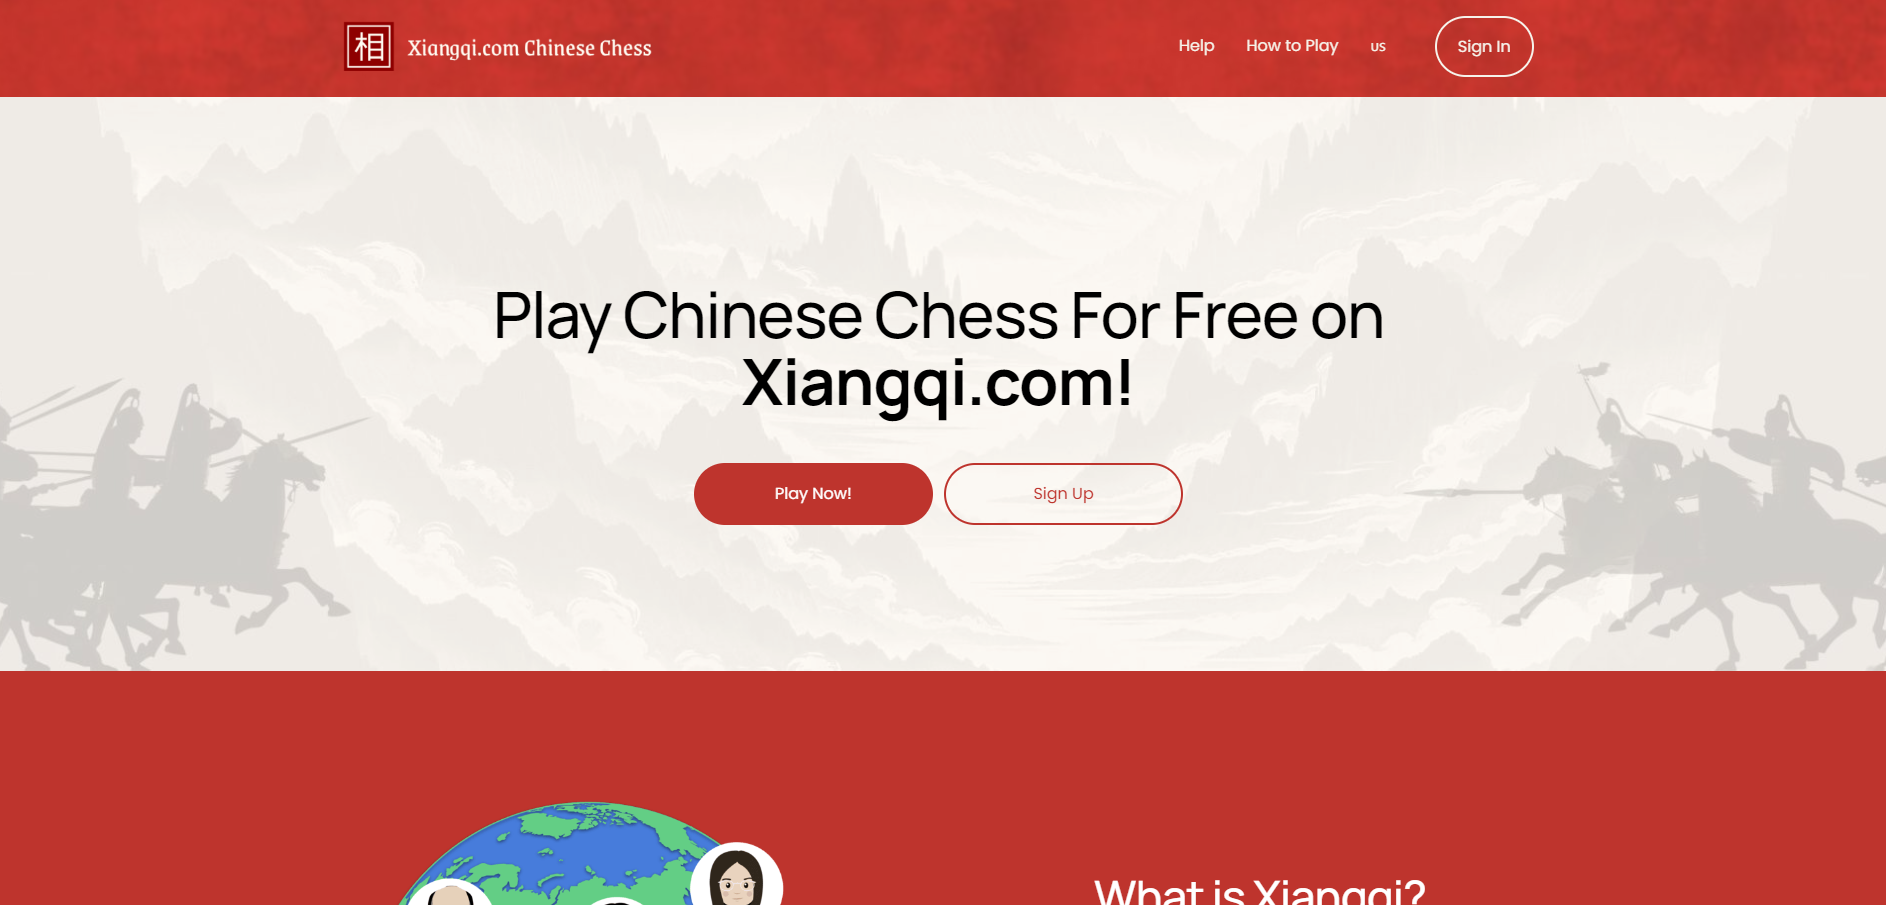 相
Xiangqi.com Chinese Chess
Help
How to Play
US
Sign In
Play Chinese Chess For Free on
Xiangqi.com!
Play Now!
Sign Up
What is Xiangqi?